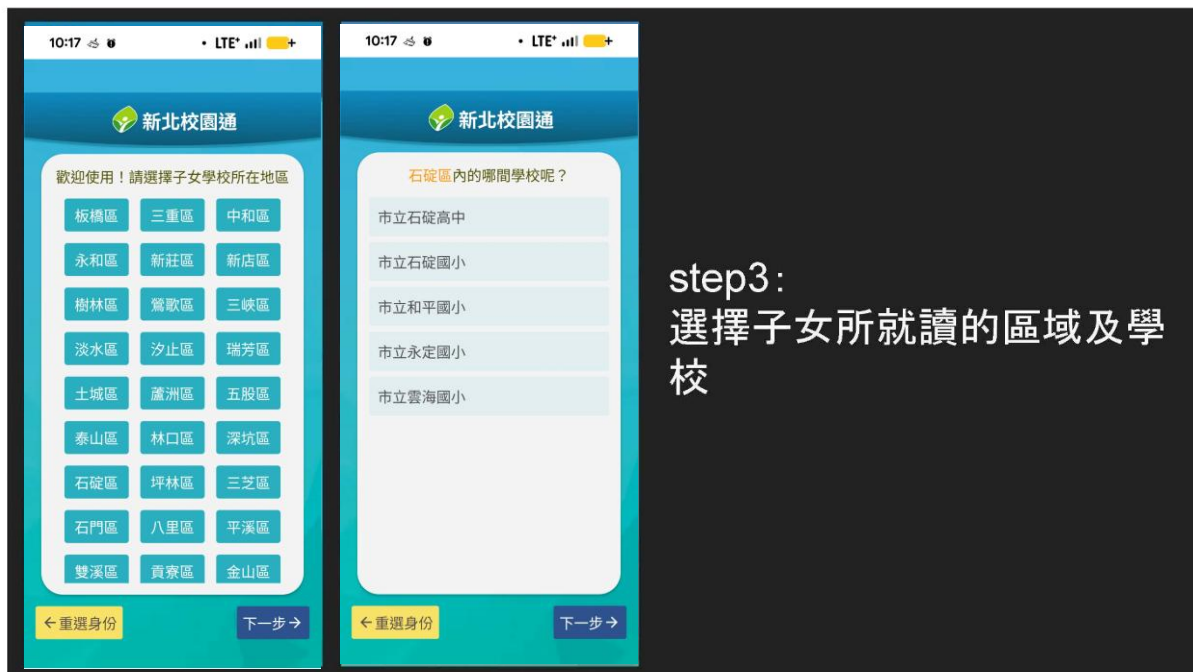 10:17
LTE+
新北校園通
歡迎使用！請選擇子女學校所在地區
板橋區 三重區 中和區
永和區 新莊區 新店區
樹林區 鶯歌區 三峽區
淡水區 汐止區 瑞芳區
土城區 蘆洲區 五股區
泰山區 林口區 深坑區
石碇區 坪林區 三芝區
石門區 八里區 平溪區
雙溪區 貢寮區 金山區
←重選身份 下一步→
10:17
LTE+
新北校園通
石碇區內的哪間學校呢？
市立石碇高中
市立石碇國小
市立和平國小
市立永定國小
市立雲海國小
←重選身份 下一步→
step3：
選擇子女所就讀的區域及學
校